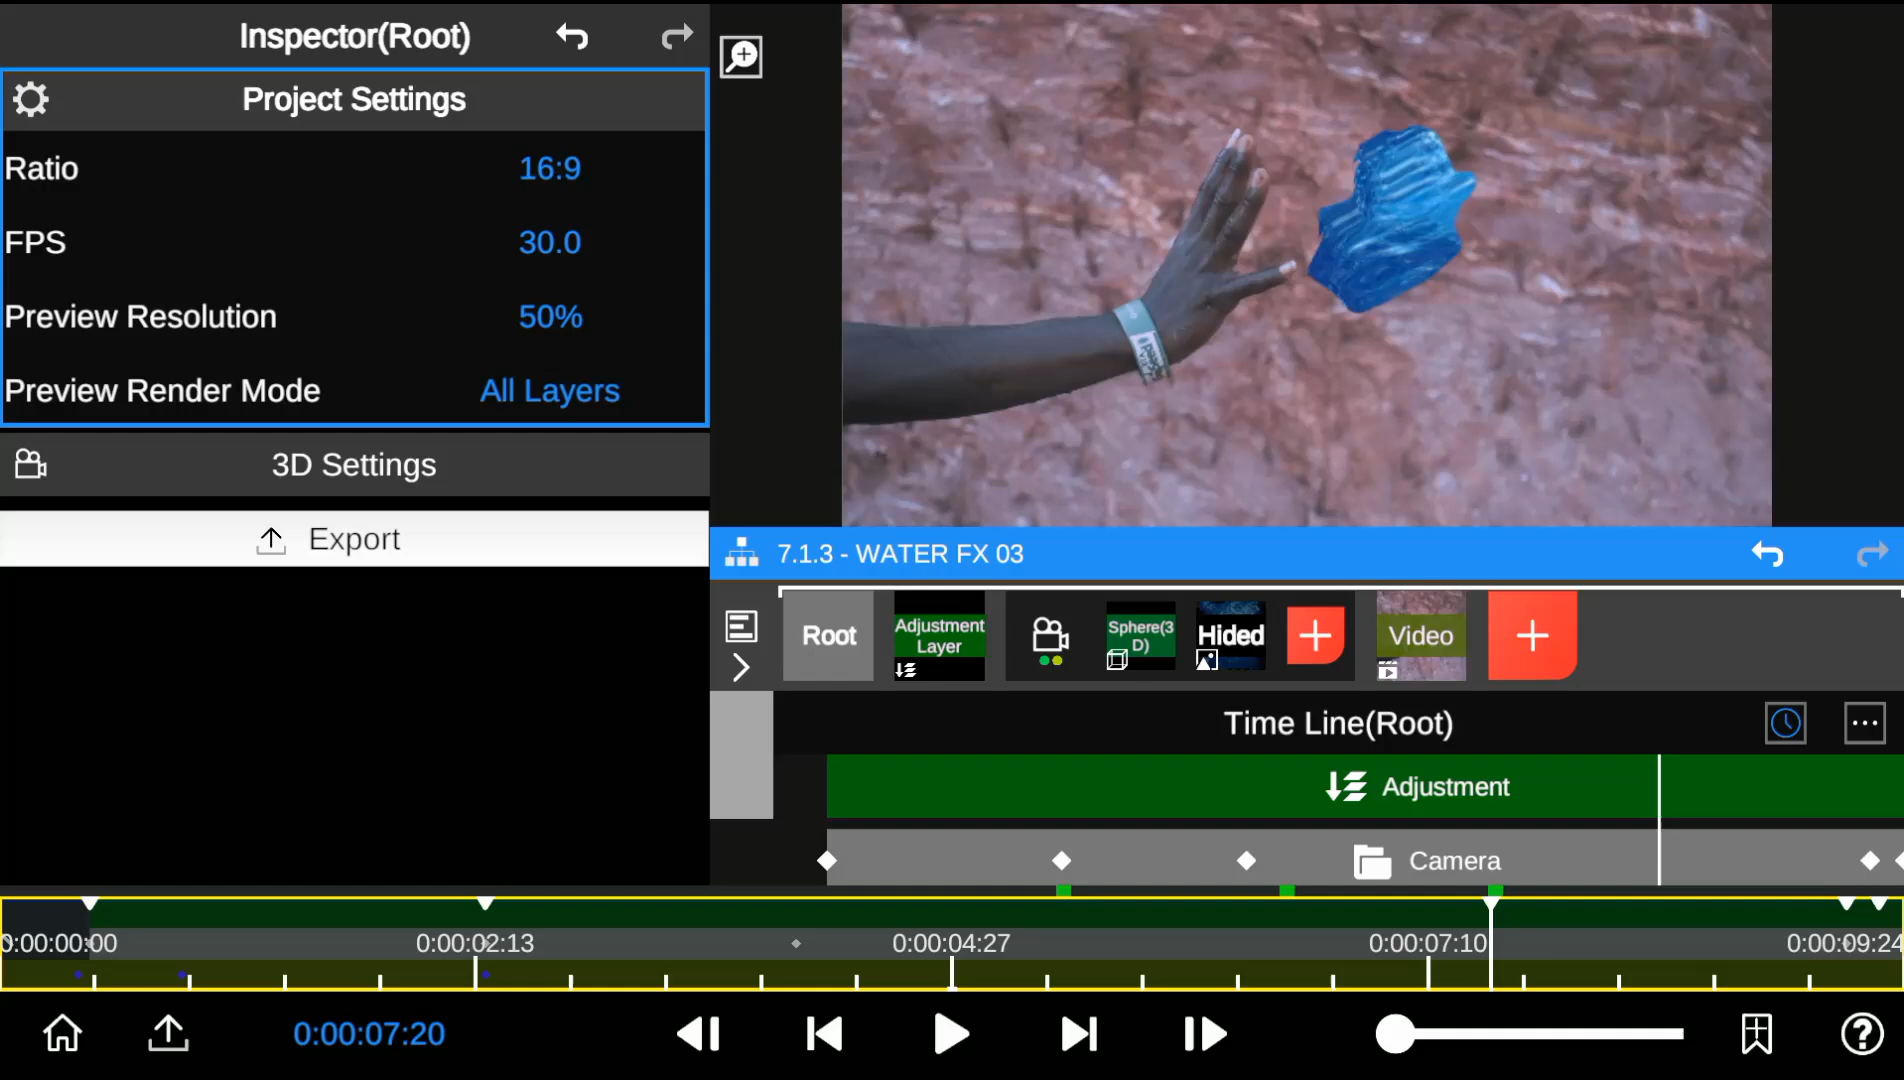 Inspector(Root)
Project Settings
Ratio 16:9
FPS 30.0
Preview Resolution 50%
Preview Render Mode All Layers
3D Settings
Export
7.1.3 - WATER FX 03
Root
Adjustment
Layer
Sphere(3
D)
Hided
Video
Time Line(Root)
Adjustment
Camera
0:00:00:00 0:00:02:13 0:00:04:27 0:00:07:10 0:00:09:24
0:00:07:20